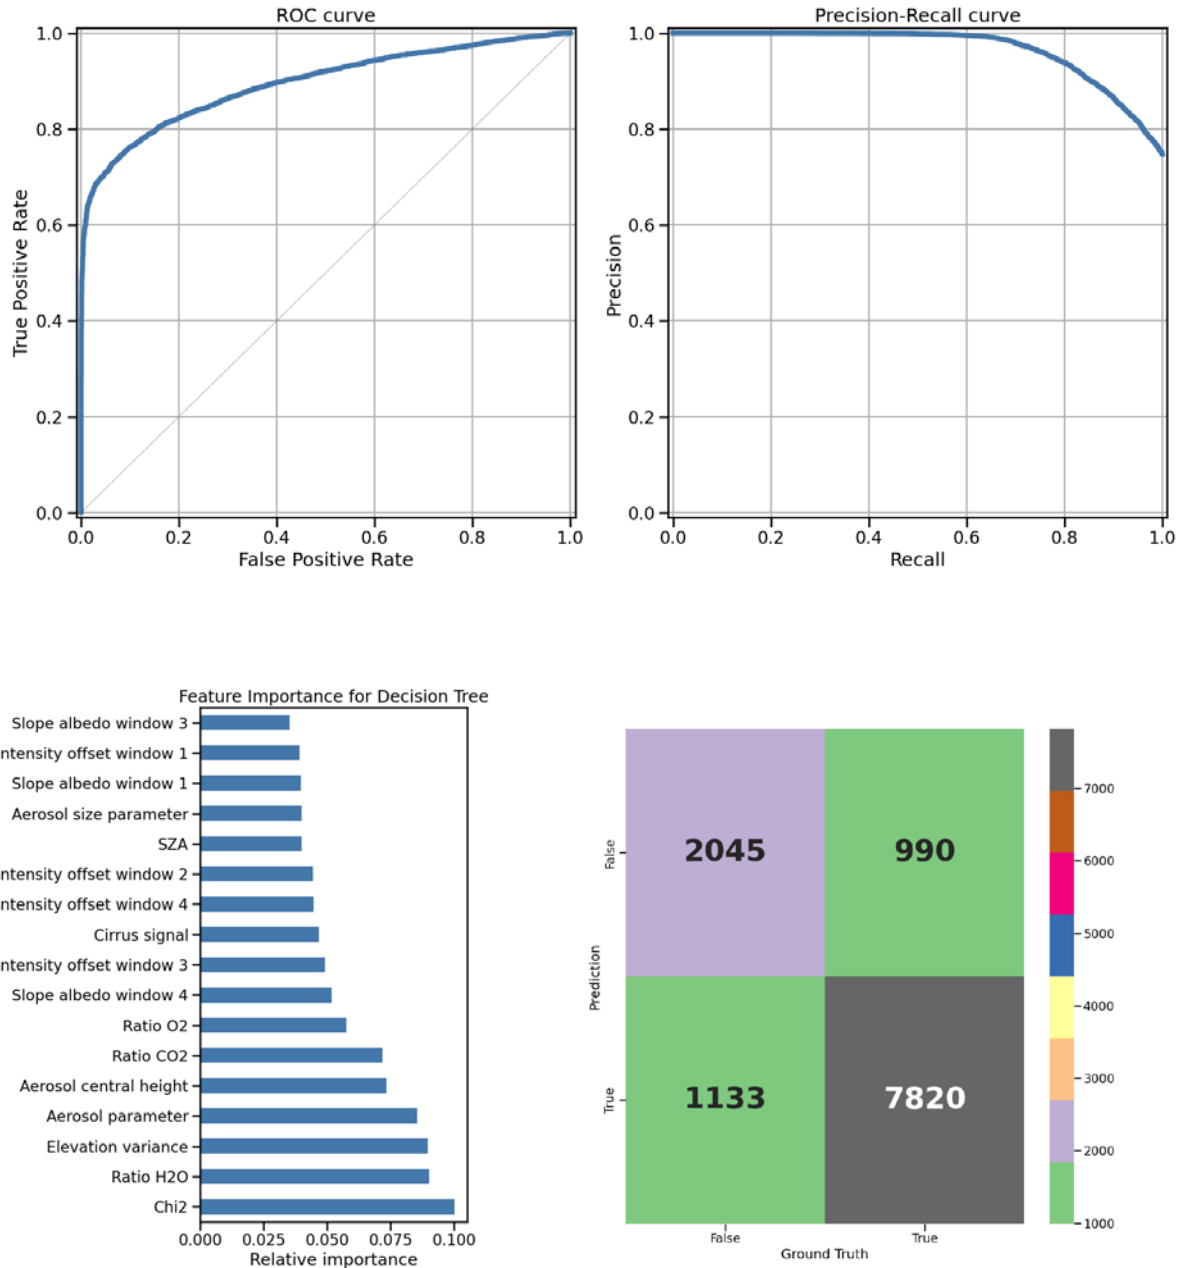 ROC curve
1.0
0.8
0.6
0.4
0.2
0.0
True Positive Rate
0.0 0.2 0.4 0.6 0.8 1.0
False Positive Rate
Precision-Recall curve
1.0
0.8
0.6
0.4
0.2
0.0
Precision
0.0 0.2 0.4 0.6 0.8 1.0
Recall
Feature Importance for Decision Tree
Slope albedo window 3
ntensity offset window 1
Slope albedo window 1
Aerosol size parameter
SZA
ntensity offset window 2
ntensity offset window 4
Cirrus signal
ntensity offset window 3
Slope albedo window 4
Ratio O2
Ratio CO2
Aerosol central height
Aerosol parameter
Elevation variance
Ratio H2O
Chi2
0.000 0.025 0.050 0.075 0.100
Relative importance
False
True
Prediction
2045 990
1133 7820
False True
Ground Truth
7000
6000
5000
4000
3000
2000
1000